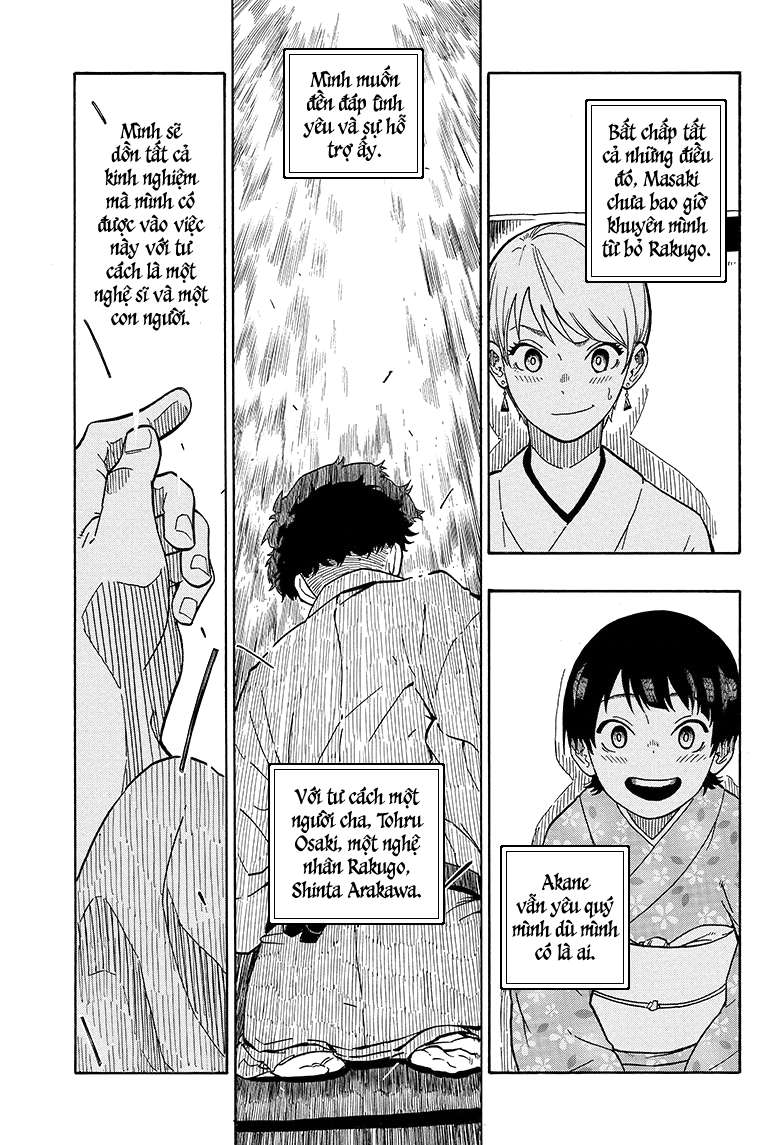 Bất chấp tất
cả những điều
đó, Masaki
chưa bao giờ
khuyên mình
từ bỏ Rakugo.
Akane
vẫn yêu quý
mình dù mình
có là ai.
Mình muốn
đền đáp tình
yêu và sự hỗ
trợ ấy.
Với tư cách một
người cha, Tohru
Osaki, một nghệ
nhân Rakugo,
Shinta Arakawa.
Mình sẽ
dồn tất cả
kinh nghiệm
mà mình có
được vào việc
này với tư
cách là một
nghệ sĩ và một
con người.